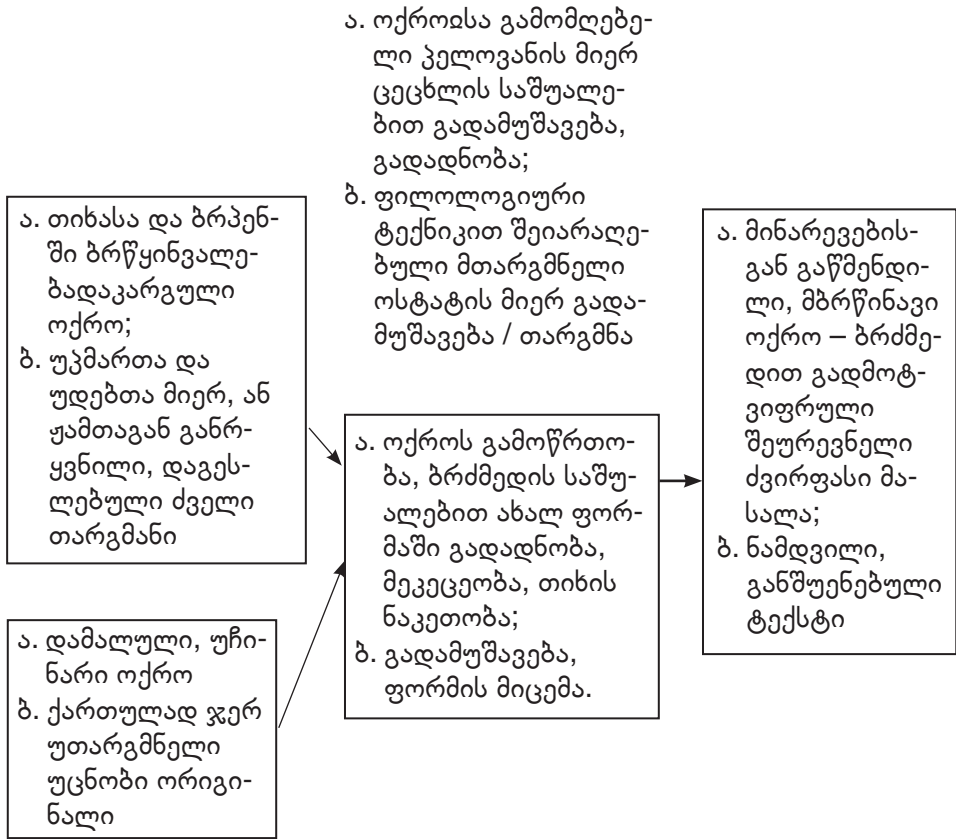 ა. ოქროჲსა გამომღებე-
ლი ჴელოვანის მიერ
ცეცხლის საშუალე-
ბით გადამუშავება,
გადადნობა;
ბ. ფილოლოგიური
ტექნიკით შეიარაღე-
ბული მთარგმნელი
ოსტატის მიერ გადა-
მუშავება / თარგმნა
ა. თიხასა და ბრპენ-
ში ბრწყინვალე-
ბადაკარგული
ოქრო;
ბ. უჰმართა და
უდებთა მიერ, ან
ჟამთაგან განრ-
ყვნილი, დაგეს-
ლებული ძველი
თარგმანი
ა. დამალული, უჩი-
ნარი ოქრო
ბ. ქართულად ჯერ
უთარგმნელი
უცნობი ორიგი-
ნალი
ა. ოქროს გამოწრთო-
ბა, ბრძმედის საშუ-
ალებით ახალ ფორ-
მაში გადადნობა,
მეკეცეობა, თიხის
ნაკეთობა;
ბ. გადამუშავება,
ფორმის მიცემა.
ა. მინარევების-
გან გაწმენდი-
ლი, მბრწინავი
ოქრო – ბრძმე-
დით გადმოტ-
ვიფრული
შეურევნელი
ძვირფასი მა-
სალა;
ბ. ნამდვილი,
განშუენებული
ტექსტი